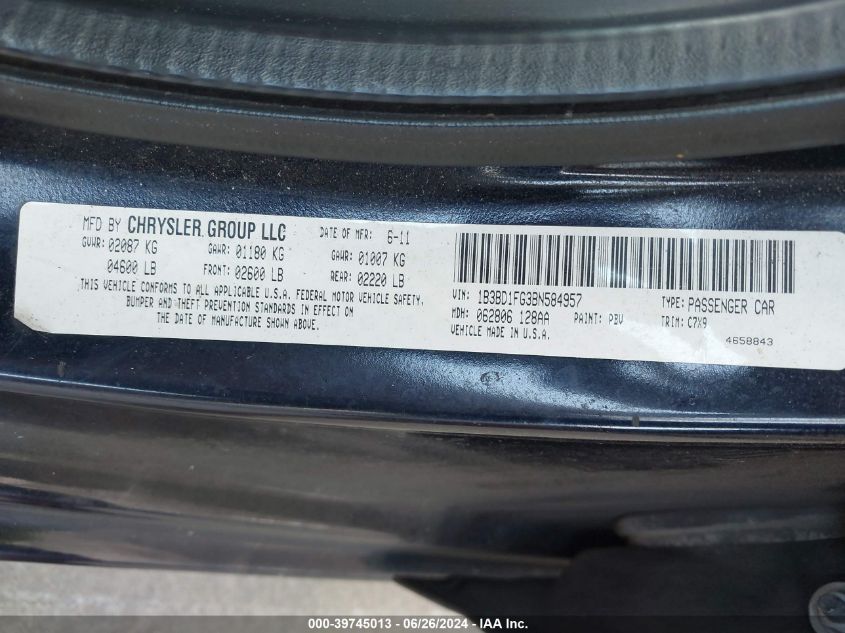 MFD BY CHRYSLER GROUP LLC DATE OF MFR: 6-11
GVWR: 02087 KG GAWR: 01180 KG GAWR: 01007 KG
04600 LB FRONT: 02600 LB REAR: 02220 LB
THIS VEHICLE CONFORMS TO ALL APPLICABLE U.S.A. FEDERAL MOTOR VEHICLE SAFETY,
BUMPER AND THEFT PREVENTION STANDARDS IN EFFECT ON
THE DATE OF MANUFACTURE SHOWN ABOVE.
VIN: 1B3BD1FG3BN584957 TYPE: PASSENGER CAR
MDH: 062806 128AA PAINT: PBV TRIM: C7X9
VEHICLE MADE IN U.S.A. 4658843
000-39745013 - 06/26/2024 - IAA, Inc.